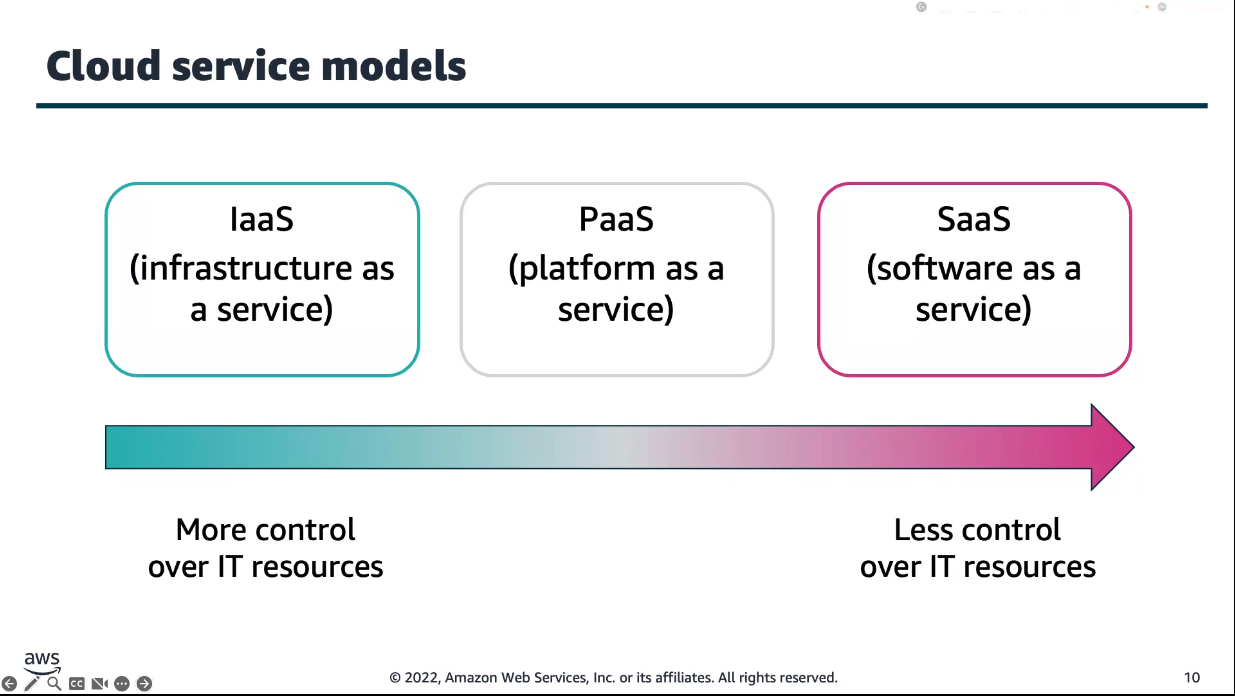 Cloud service models
IaaS
(infrastructure as
a service)
PaaS
(platform as a
service)
SaaS
(software as a
service)
More control
over IT resources
Less control
over IT resources
aws
CC
© 2022, Amazon Web Services, Inc. or its affiliates. All rights reserved.
10